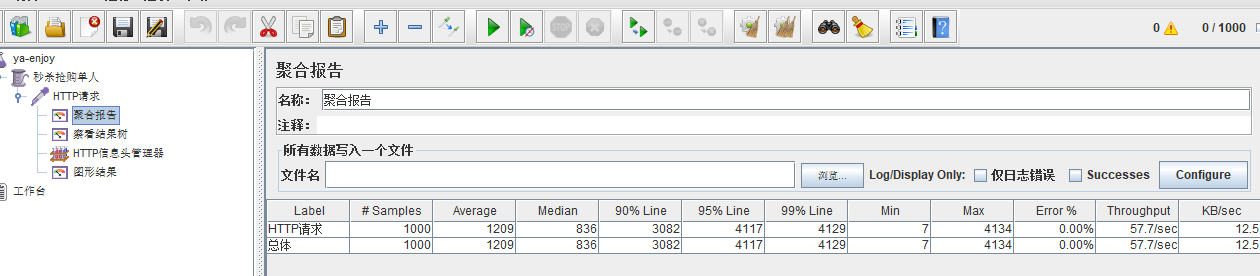 STOP
0
0 / 1000
ya-enjoy
秒杀抢购单人
HTTP请求
聚合报告
察看结果树
HTTP信息头管理器
图形结果
工作台
聚合报告
名称： 聚合报告
注释：
所有数据写入一个文件
文件名 浏览... Log/Display Only: 仅日志错误 Successes Configure
Label # Samples Average Median 90% Line 95% Line 99% Line Min Max Error % Throughput KB/sec
HTTP请求 1000 1209 836 3082 4117 4129 7 4134 0.00% 57.7/sec 12.5
总体 1000 1209 836 3082 4117 4129 7 4134 0.00% 57.7/sec 12.5